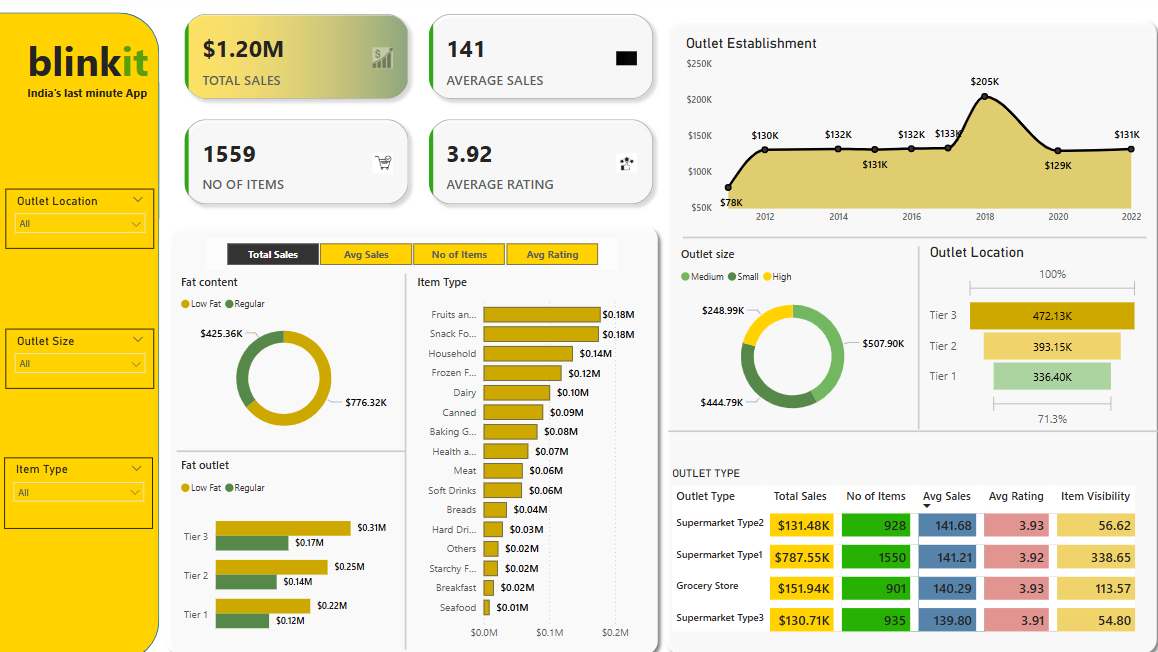 blinkit
India's last minute App
Outlet Location
All
Outlet Size
All
Item Type
All
$1.20M
TOTAL SALES
141
AVERAGE SALES
1559
NO OF ITEMS
3.92
AVERAGE RATING
Total Sales Avg Sales No of Items Avg Rating
Fat content
Low Fat Regular
$425.36K
$776.32K
Fat outlet
Low Fat Regular
Tier 3 $0.31M
$0.17M
Tier 2 $0.25M
$0.14M
Tier 1 $0.22M
$0.12M
Item Type
Fruits an... $0.18M
Snack Fo... $0.18M
Household $0.14M
Frozen F... $0.12M
Dairy $0.10M
Canned $0.09M
Baking G... $0.08M
Health a... $0.07M
Meat $0.06M
Soft Drinks $0.06M
Breads $0.04M
Hard Dri... $0.03M
Others $0.02M
Starchy F... $0.02M
Breakfast $0.02M
Seafood $0.01M
$0.0M $0.1M $0.2M
Outlet Establishment
$250K
$200K
$150K
$100K
$50K
$78K
$130K
$132K
$131K
$132K
$133K
$205K
$129K
$131K
2012 2014 2016 2018 2020 2022
Outlet size
Medium Small High
$248.99K
$507.90K
$444.79K
Outlet Location
100%
Tier 3 472.13K
Tier 2 393.15K
Tier 1 336.40K
71.3%
OUTLET TYPE
Outlet Type Total Sales No of Items Avg Sales Avg Rating Item Visibility
Supermarket Type2 $131.48K 928 141.68 3.93 56.62
Supermarket Type1 $787.55K 1550 141.21 3.92 338.65
Grocery Store $151.94K 901 140.29 3.93 113.57
Supermarket Type3 $130.71K 935 139.80 3.91 54.80